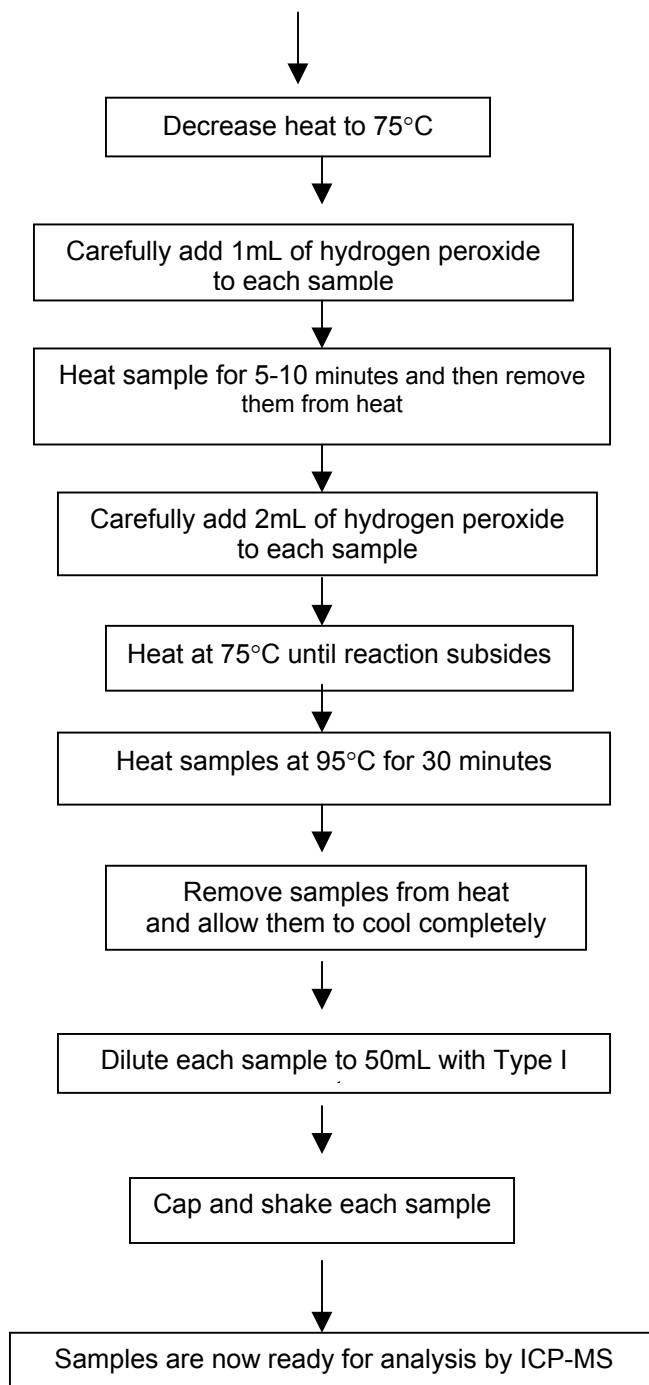 Decrease heat to 75°C
Carefully add 1mL of hydrogen peroxide
to each sample
Heat sample for 5-10 minutes and then remove
them from heat
Carefully add 2mL of hydrogen peroxide
to each sample
Heat at 75°C until reaction subsides
Heat samples at 95°C for 30 minutes
Remove samples from heat
and allow them to cool completely
Dilute each sample to 50mL with Type I
Cap and shake each sample
Samples are now ready for analysis by ICP-MS